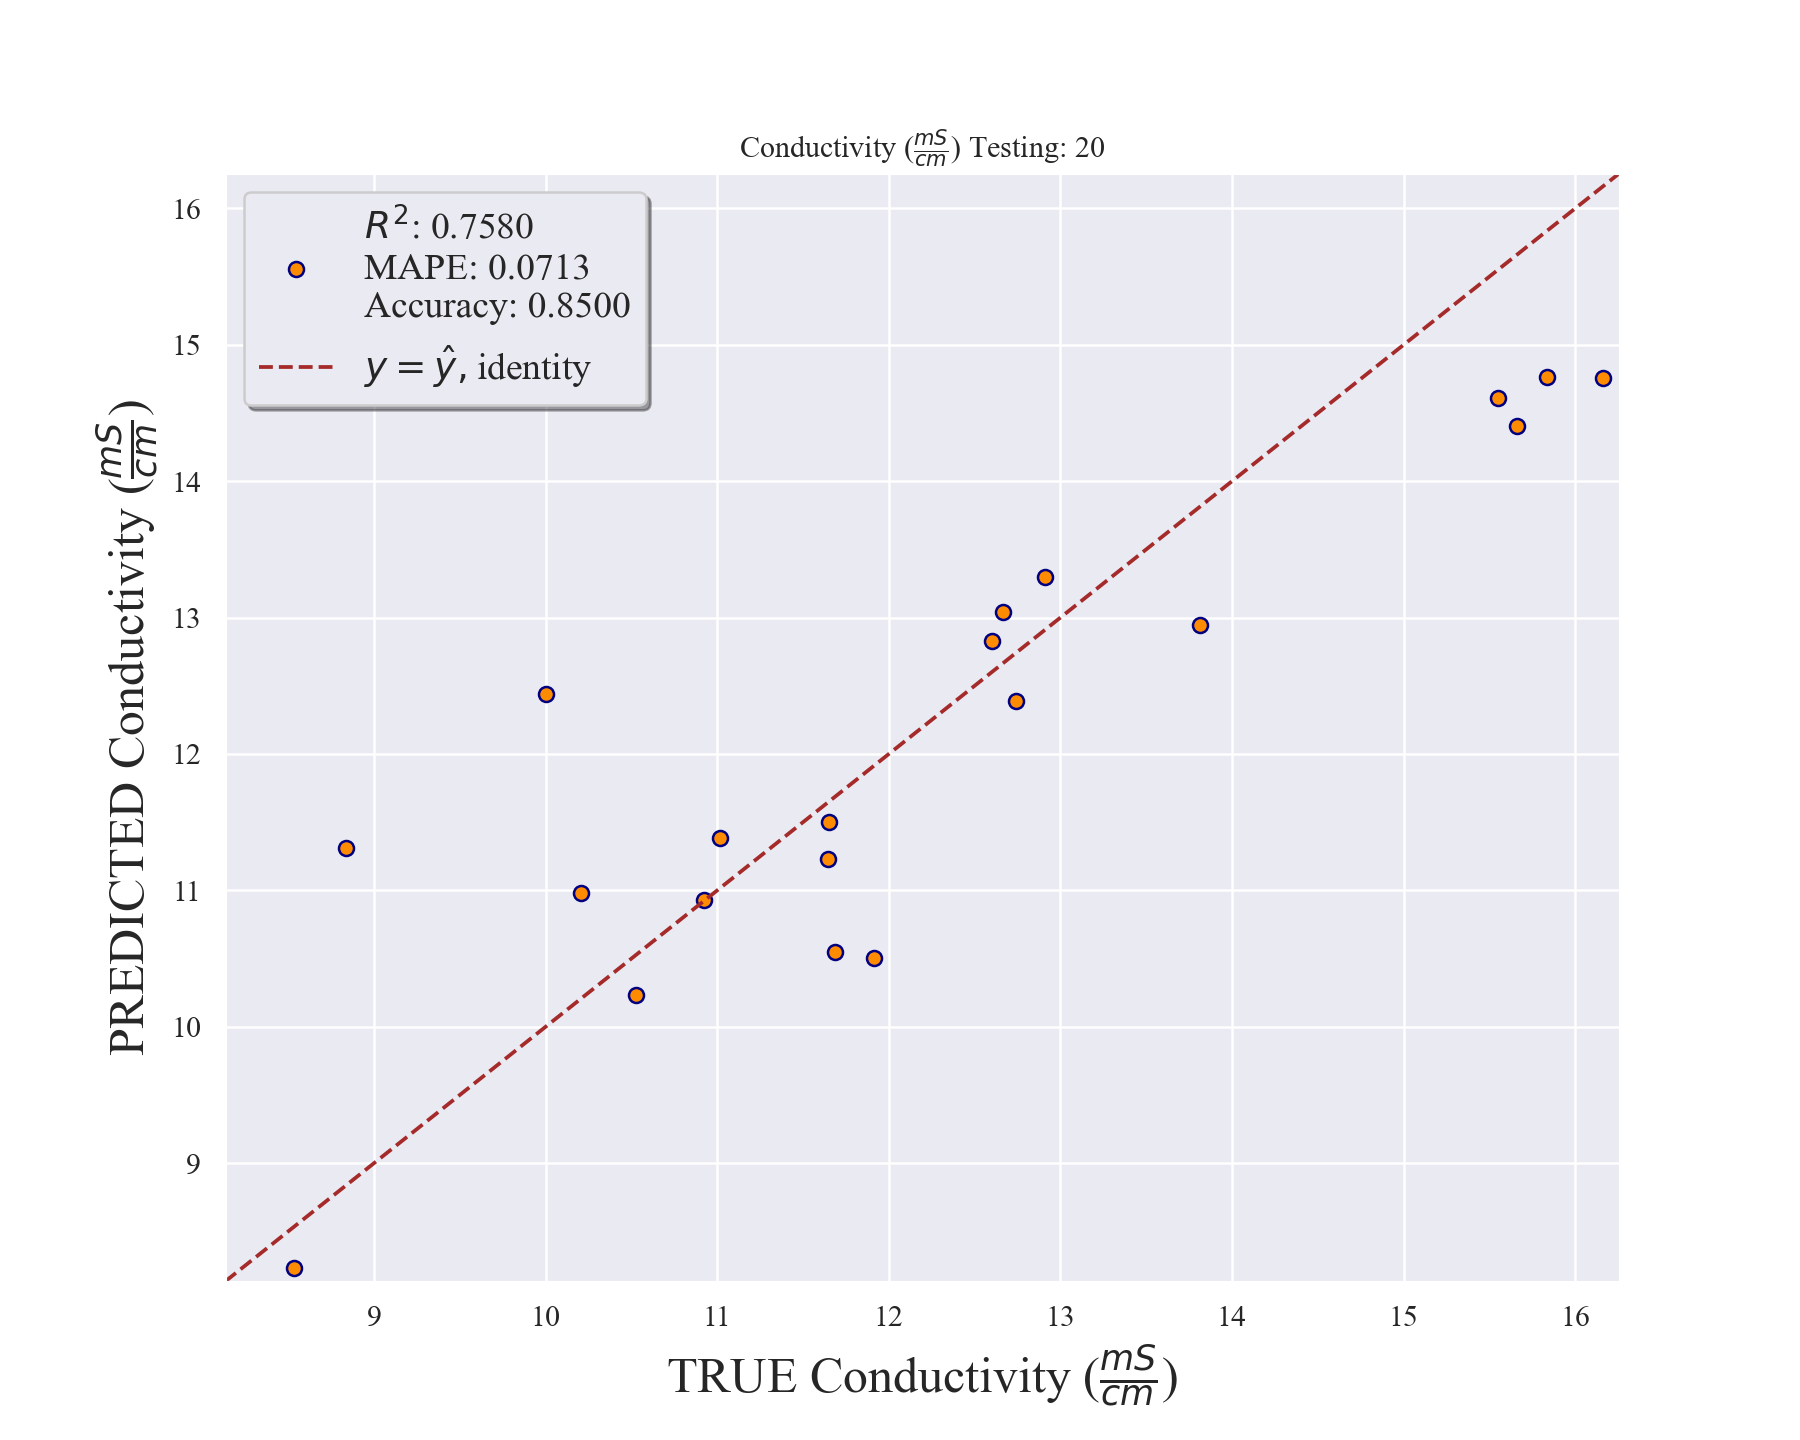 Conductivity (mS/cm) Testing: 20
R²: 0.7580
MAPE: 0.0713
Accuracy: 0.8500
y = ŷ, identity
PREDICTED Conductivity (mS/cm)
16
15
14
13
12
11
10
9
9 10 11 12 13 14 15 16
TRUE Conductivity (mS/cm)